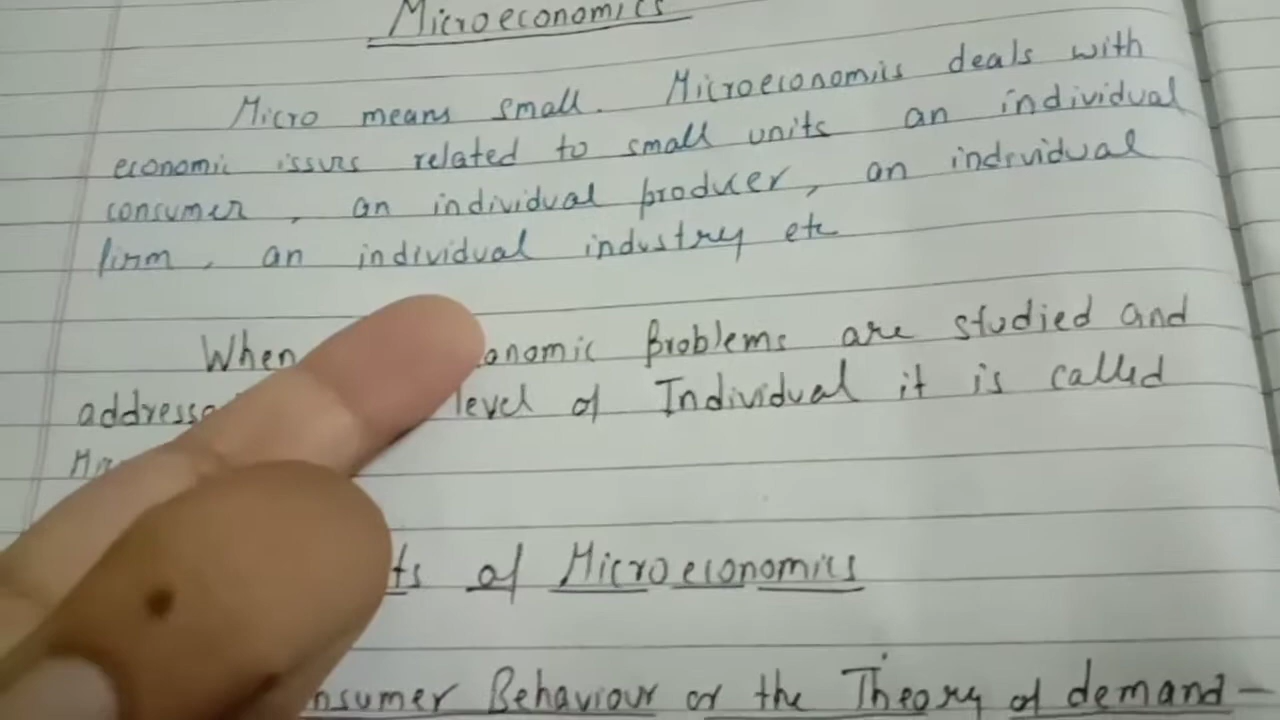 Microeconomics
Micro means small. Microeconomics deals with
economic issues related to small units an individual
consumer, an individual producer, an individual
firm, an individual industry etc
When problems are studied and
level of Individual it is called
of Microeconomics
Behaviour or the Theory of demand-